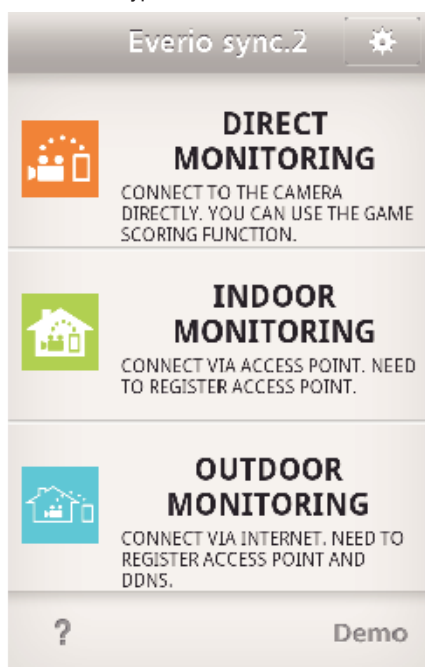 Everio sync.2
DIRECT
MONITORING
CONNECT TO THE CAMERA
DIRECTLY. YOU CAN USE THE GAME
SCORING FUNCTION.
INDOOR
MONITORING
CONNECT VIA ACCESS POINT. NEED
TO REGISTER ACCESS POINT.
OUTDOOR
MONITORING
CONNECT VIA INTERNET. NEED TO
REGISTER ACCESS POINT AND
DDNS.
? Demo